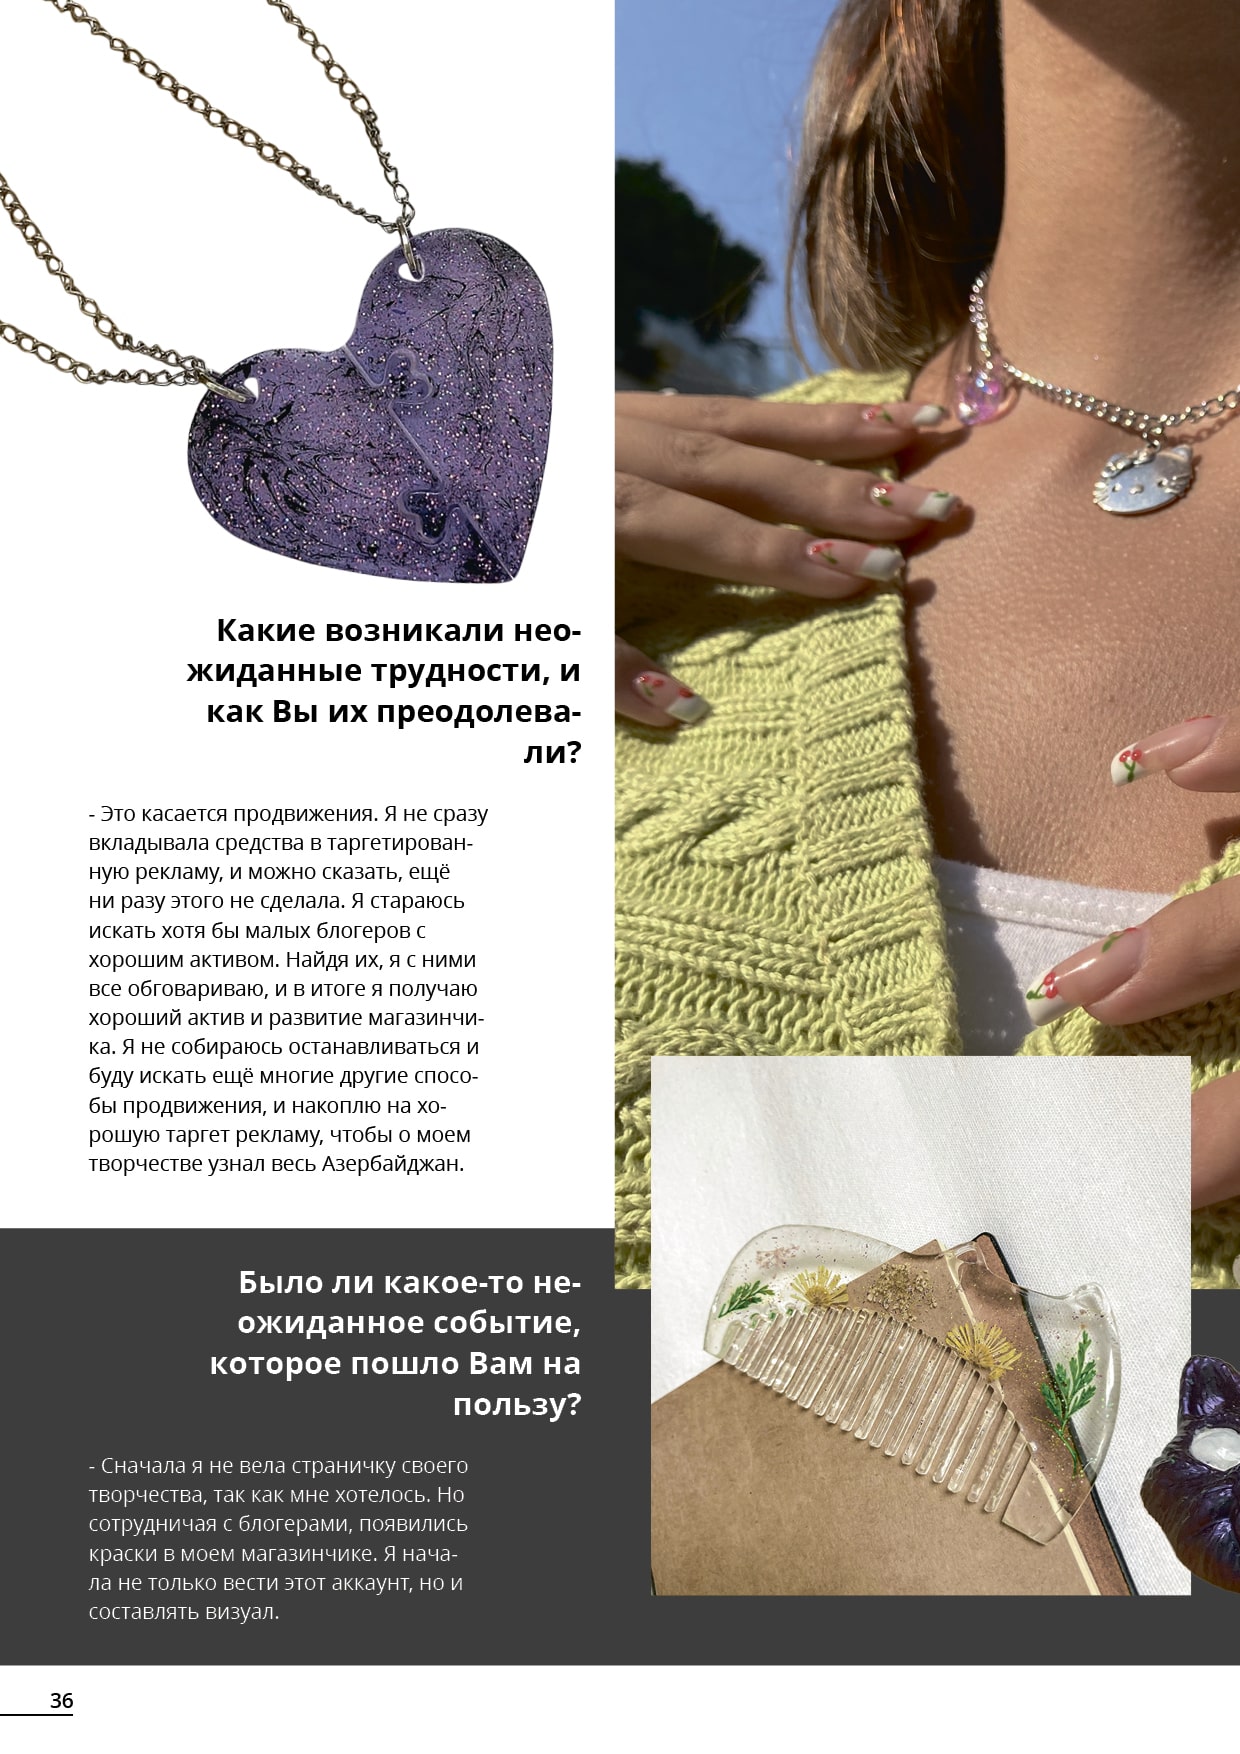 Какие возникали нео-
жиданные трудности, и
как Вы их преодолева-
ли?
- Это касается продвижения. Я не сразу
вкладывала средства в таргетирован-
ную рекламу, и можно сказать, ещё
ни разу этого не сделала. Я стараюсь
искать хотя бы малых блогеров с
хорошим активом. Найдя их, я с ними
все обговариваю, и в итоге я получаю
хороший актив и развитие магазинчи-
ка. Я не собираюсь останавливаться и
буду искать ещё многие другие спосо-
бы продвижения, и накоплю на хо-
рошую таргет рекламу, чтобы о моем
творчестве узнал весь Азербайджан.
Было ли какое-то не-
ожиданное событие,
которое пошло Вам на
пользу?
- Сначала я не вела страничку своего
творчества, так как мне хотелось. Но
сотрудничая с блогерами, появились
краски в моем магазинчике. Я нача-
ла не только вести этот аккаунт, но и
составлять визуал.
36